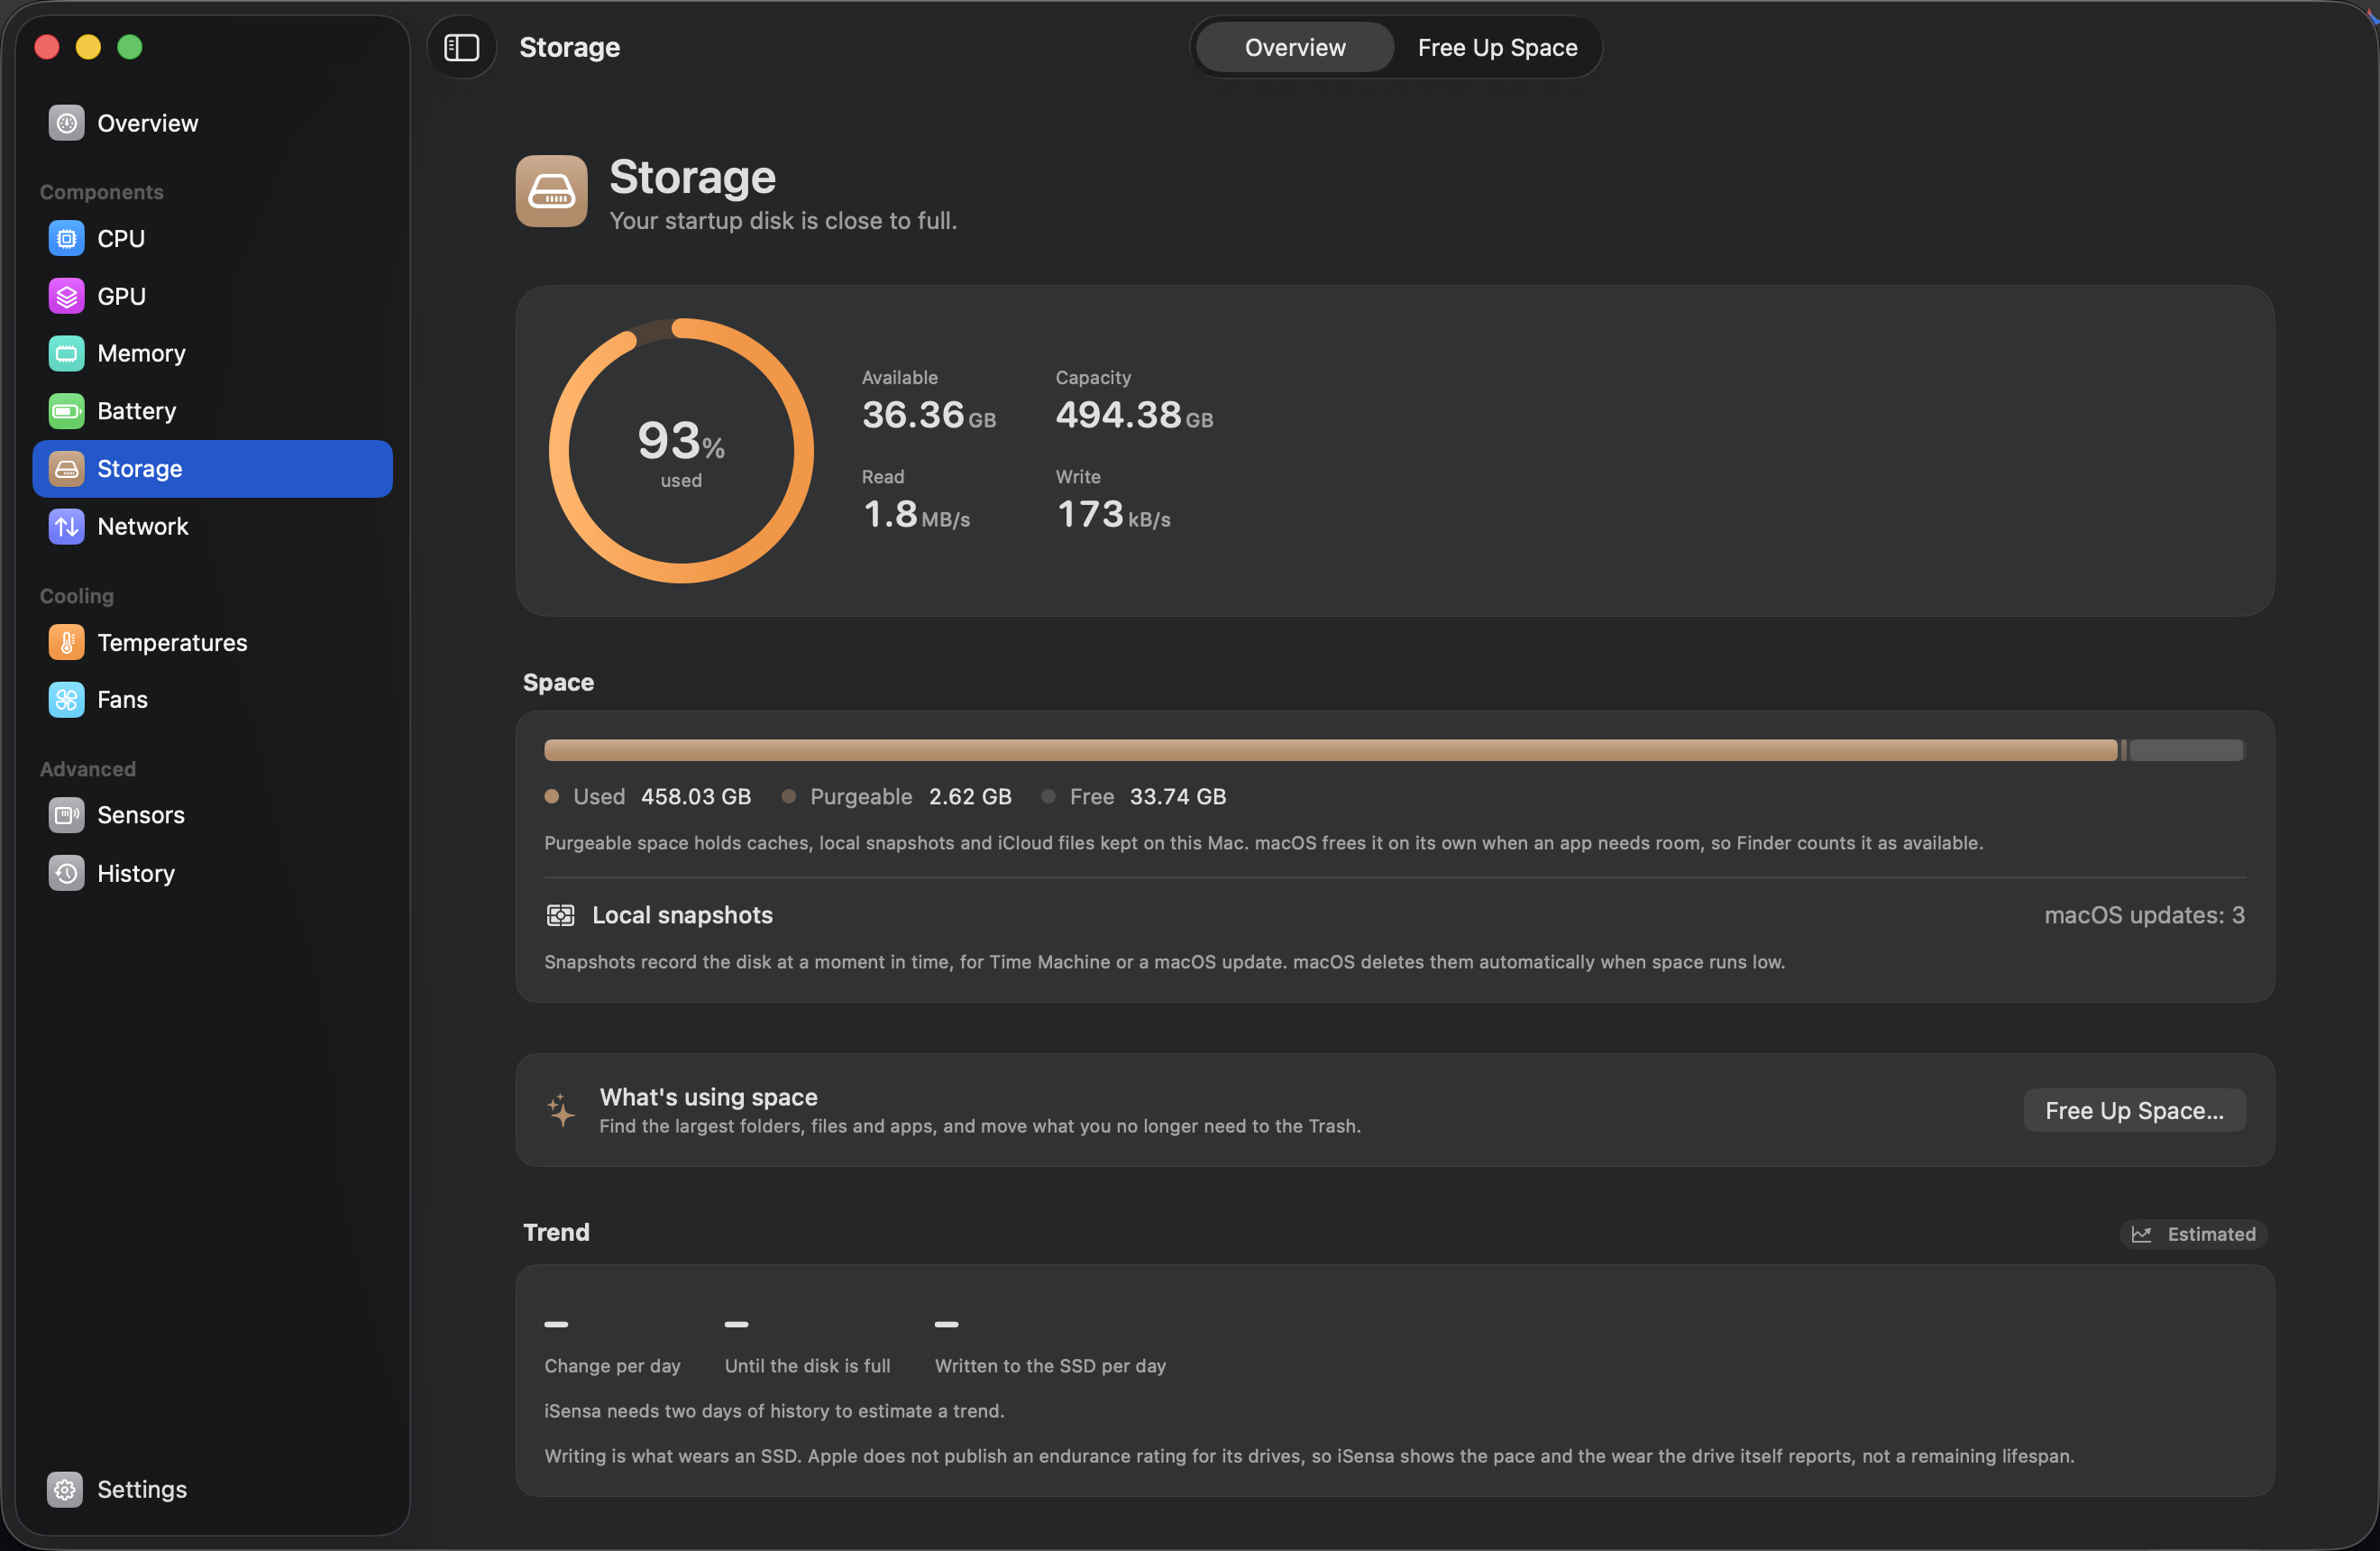 Storage
Overview
Free Up Space
Overview
Components
CPU
GPU
Memory
Battery
Storage
Network
Cooling
Temperatures
Fans
Advanced
Sensors
History
Settings
Storage
Your startup disk is close to full.
93%
used
Available
36.36 GB
Capacity
494.38 GB
Read
1.8 MB/s
Write
173 kB/s
Space
Used 458.03 GB Purgeable 2.62 GB Free 33.74 GB
Purgeable space holds caches, local snapshots and iCloud files kept on this Mac. macOS frees it on its own when an app needs room, so Finder counts it as available.
Local snapshots
macOS updates: 3
Snapshots record the disk at a moment in time, for Time Machine or a macOS update. macOS deletes them automatically when space runs low.
What's using space
Find the largest folders, files and apps, and move what you no longer need to the Trash.
Free Up Space...
Trend
Estimated
— — —
Change per day
Until the disk is full
Written to the SSD per day
iSensa needs two days of history to estimate a trend.
Writing is what wears an SSD. Apple does not publish an endurance rating for its drives, so iSensa shows the pace and the wear the drive itself reports, not a remaining lifespan.